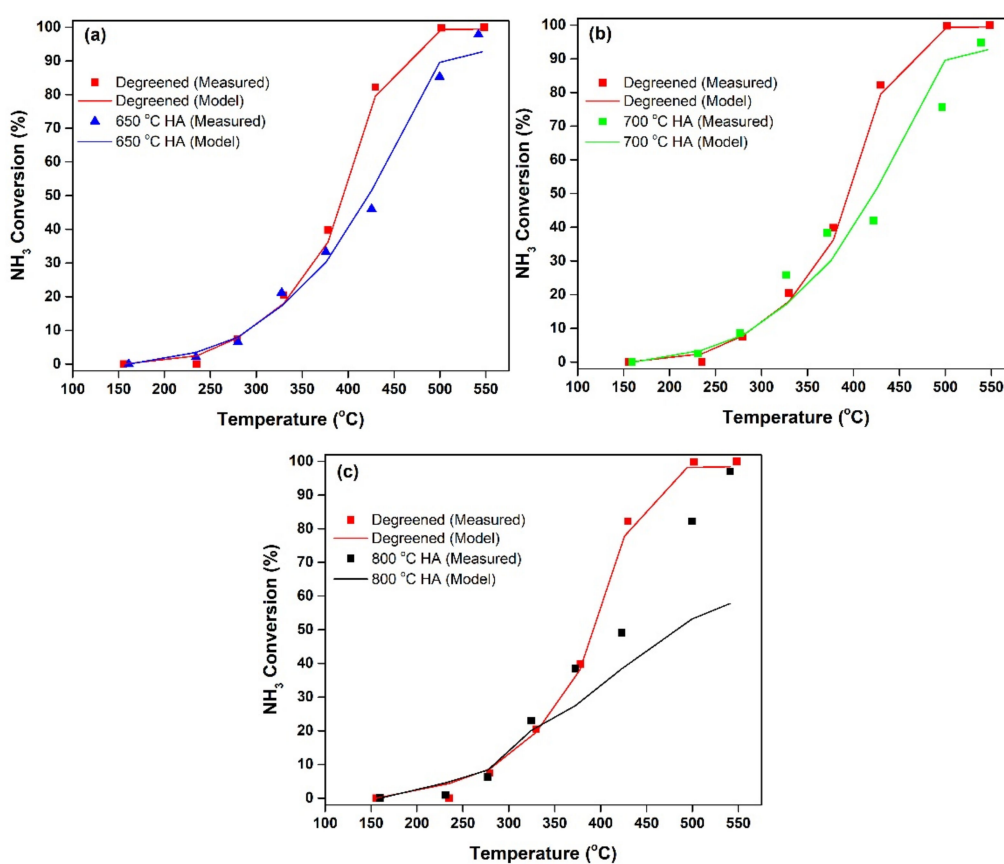 (a)
Degreened (Measured)
Degreened (Model)
650 °C HA (Measured)
650 °C HA (Model)
NH₃ Conversion (%)
100
90
80
70
60
50
40
30
20
10
0
100 150 200 250 300 350 400 450 500 550
Temperature (°C)
(b)
Degreened (Measured)
Degreened (Model)
700 °C HA (Measured)
700 °C HA (Model)
NH₃ Conversion (%)
100
90
80
70
60
50
40
30
20
10
0
100 150 200 250 300 350 400 450 500 550
Temperature (°C)
(c)
Degreened (Measured)
Degreened (Model)
800 °C HA (Measured)
800 °C HA (Model)
NH₃ Conversion (%)
100
90
80
70
60
50
40
30
20
10
0
100 150 200 250 300 350 400 450 500 550
Temperature (°C)